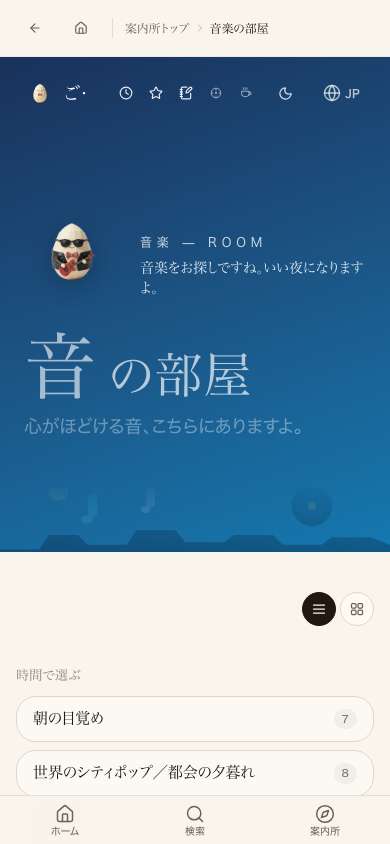 案内所トップ 音楽の部屋
ご・ JP
音楽 — ROOM
音楽をお探しですね。いい夜になります
よ。
音の部屋
心がほどける音、こちらにありますよ。
時間で選ぶ
朝の目覚め 7
世界のシティポップ／都会の夕暮れ 8
ホーム 検索 案内所